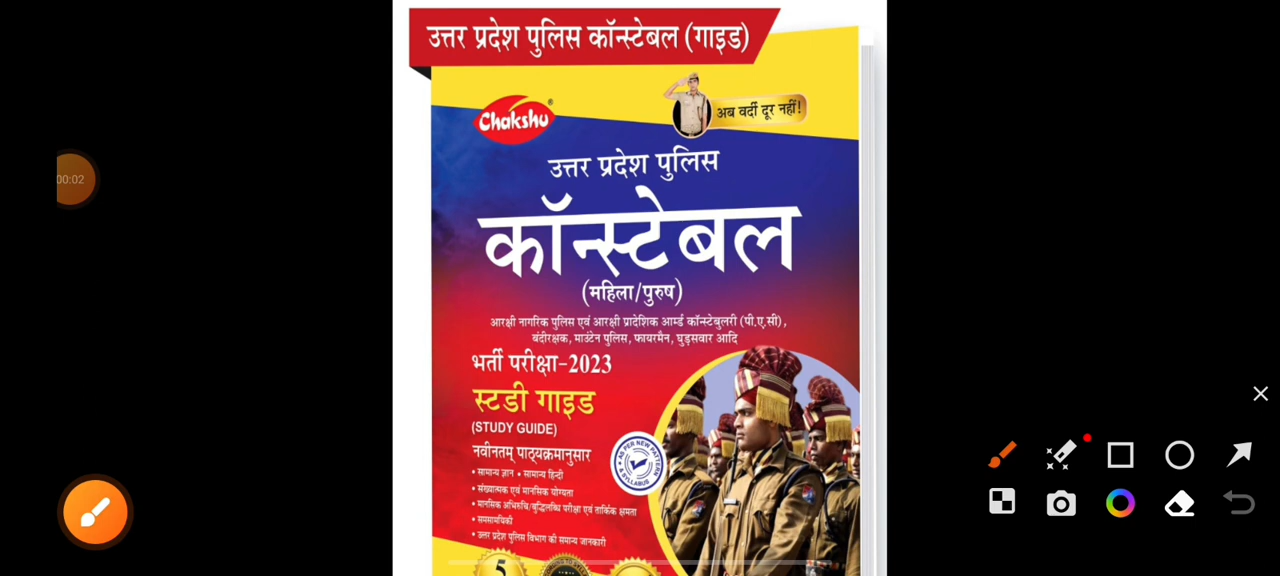 उत्तर प्रदेश पुलिस कॉन्स्टेबल (गाइड)
Chakshu®
अब वर्दी दूर नहीं!
उत्तर प्रदेश पुलिस
कॉन्स्टेबल
(महिला/पुरुष)
आरक्षी नागरिक पुलिस एवं आरक्षी प्रादेशिक आर्म्ड कॉन्स्टेबुलरी (पी.ए.सी),
बंदीरक्षक, माउंटेन पुलिस, फायरमैन, घुड़सवार आदि
भर्ती परीक्षा-2023
स्टडी गाइड
(STUDY GUIDE)
नवीनतम् पाठ्यक्रमानुसार
• सामान्य ज्ञान • सामान्य हिन्दी
• संख्यात्मक एवं मानसिक योग्यता
• मानसिक अभिरुचि/बुद्धिलब्धि परीक्षा एवं तार्किक क्षमता
• समसामयिकी
• उत्तर प्रदेश पुलिस विभाग की समान्य जानकारी
AS PER NEW PATTERN & SYLLABUS
5
00:02